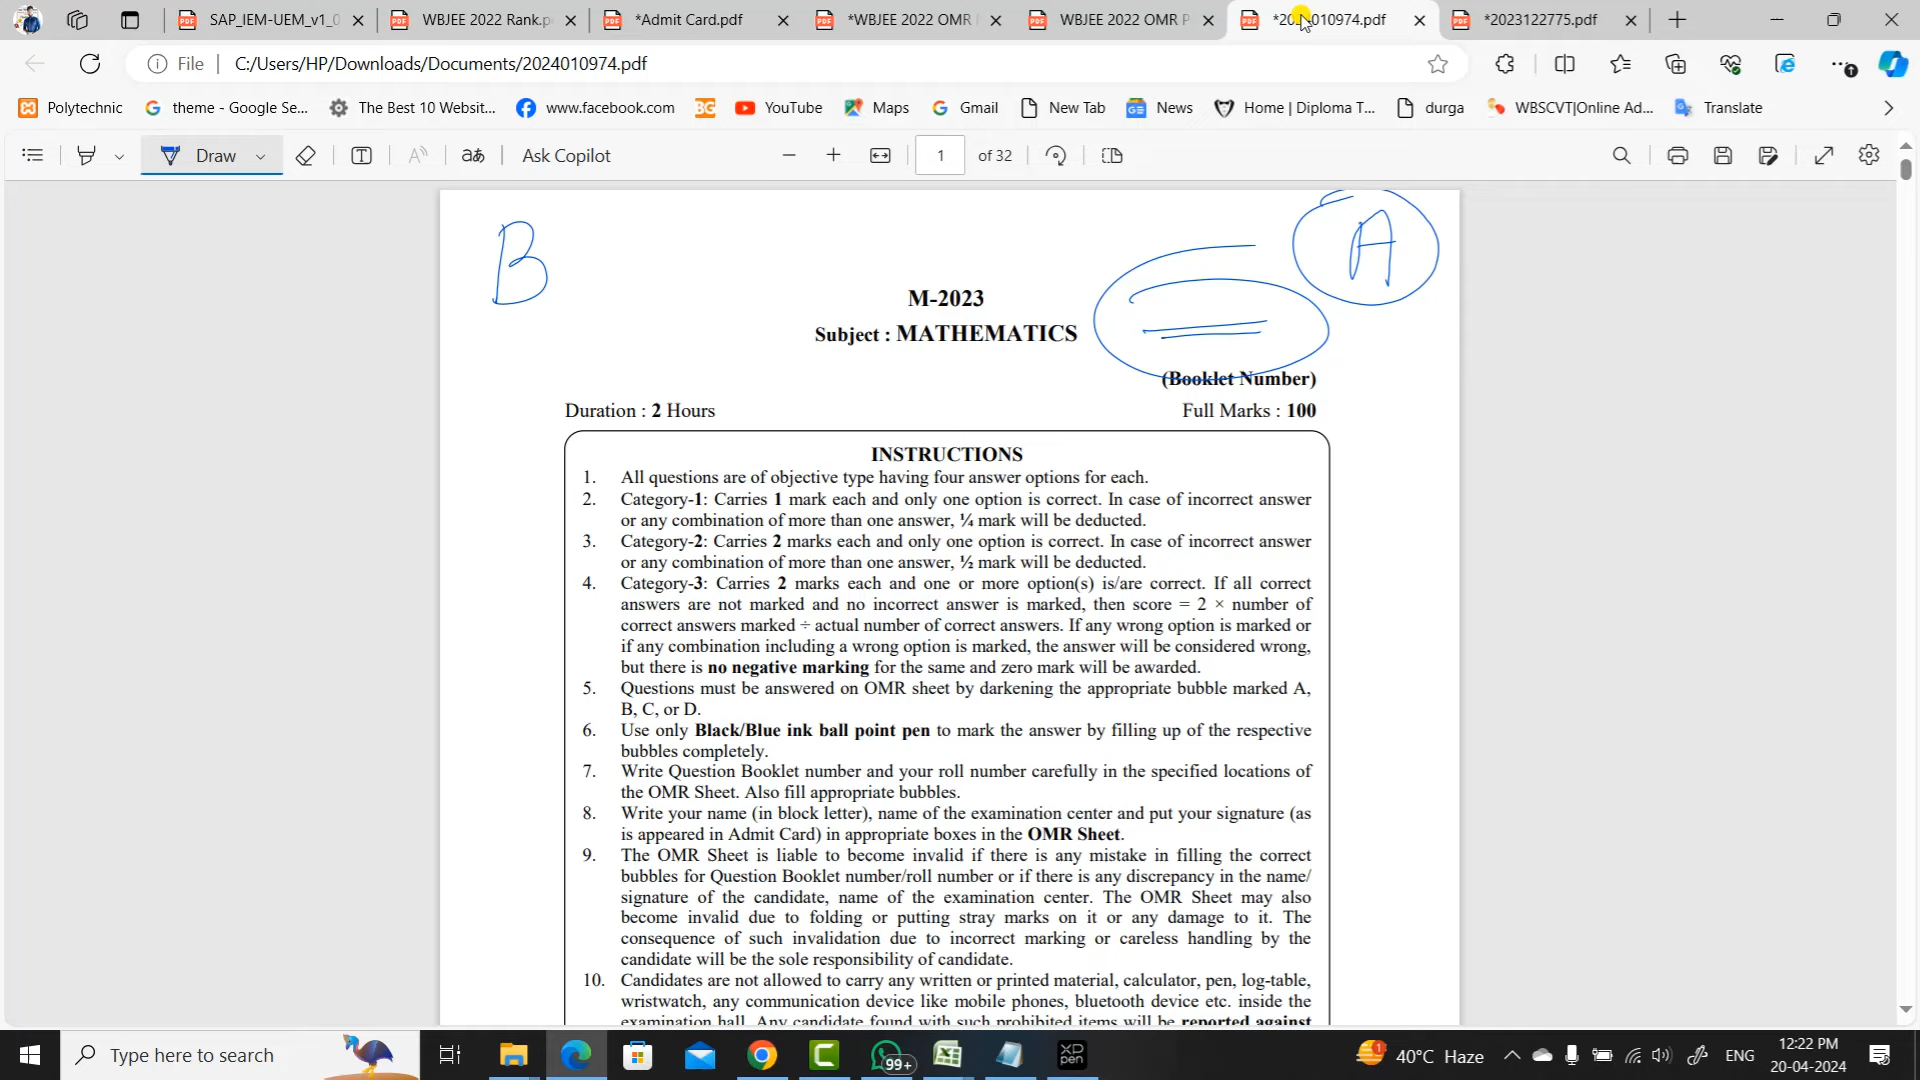 SAP_IEM-UEM_v1_0
WBJEE 2022 Rank.p
*Admit Card.pdf
*WBJEE 2022 OMR
WBJEE 2022 OMR P
*2024010974.pdf
*2023122775.pdf
File
C:/Users/HP/Downloads/Documents/2024010974.pdf
Polytechnic
theme - Google Se...
The Best 10 Websit...
www.facebook.com
YouTube
Maps
Gmail
New Tab
News
Home | Diploma T...
durga
WBSCVT|Online Ad...
Translate
Draw
aあ
Ask Copilot
1 of 32
B
A
M-2023
Subject : MATHEMATICS
(Booklet Number)
Duration : 2 Hours
Full Marks : 100
INSTRUCTIONS
1. All questions are of objective type having four answer options for each.
2. Category-1: Carries 1 mark each and only one option is correct. In case of incorrect answer
or any combination of more than one answer, ¼ mark will be deducted.
3. Category-2: Carries 2 marks each and only one option is correct. In case of incorrect answer
or any combination of more than one answer, ½ mark will be deducted.
4. Category-3: Carries 2 marks each and one or more option(s) is/are correct. If all correct
answers are not marked and no incorrect answer is marked, then score = 2 × number of
correct answers marked ÷ actual number of correct answers. If any wrong option is marked or
if any combination including a wrong option is marked, the answer will be considered wrong,
but there is no negative marking for the same and zero mark will be awarded.
5. Questions must be answered on OMR sheet by darkening the appropriate bubble marked A,
B, C, or D.
6. Use only Black/Blue ink ball point pen to mark the answer by filling up of the respective
bubbles completely.
7. Write Question Booklet number and your roll number carefully in the specified locations of
the OMR Sheet. Also fill appropriate bubbles.
8. Write your name (in block letter), name of the examination center and put your signature (as
is appeared in Admit Card) in appropriate boxes in the OMR Sheet.
9. The OMR Sheet is liable to become invalid if there is any mistake in filling the correct
bubbles for Question Booklet number/roll number or if there is any discrepancy in the name/
signature of the candidate, name of the examination center. The OMR Sheet may also
become invalid due to folding or putting stray marks on it or any damage to it. The
consequence of such invalidation due to incorrect marking or careless handling by the
candidate will be the sole responsibility of candidate.
10. Candidates are not allowed to carry any written or printed material, calculator, pen, log-table,
wristwatch, any communication device like mobile phones, bluetooth device etc. inside the
examination hall. Any candidate found with such prohibited items will be reported against
Type here to search
99+
XP
pen
1
40°C Haze
ENG
12:22 PM
20-04-2024